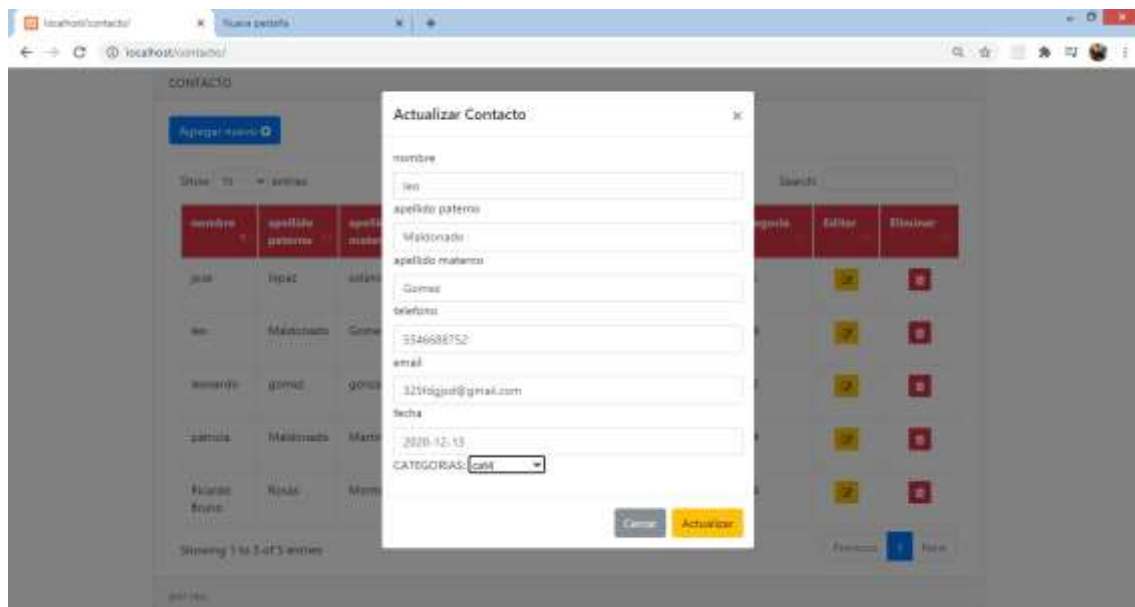 localhost/contacto/
Nueva pestaña
localhost/contacto/
CONTACTO
Agregar nuevo
Show 10 entries
Search:
nombre
apellido paterno
Editar
Eliminar
jose lopez
leo Maldonado
leonardo gomez
patricia Maldonado
Ricardo Bruno Rosas
Showing 1 to 5 of 5 entries
Previous 1 Next
Actualizar Contacto
nombre
leo
apellido paterno
Maldonado
apellido materno
Gomez
telefono
5546688752
email
fecha
2020-12-13
CATEGORIAS: cat4
Cerrar Actualizar